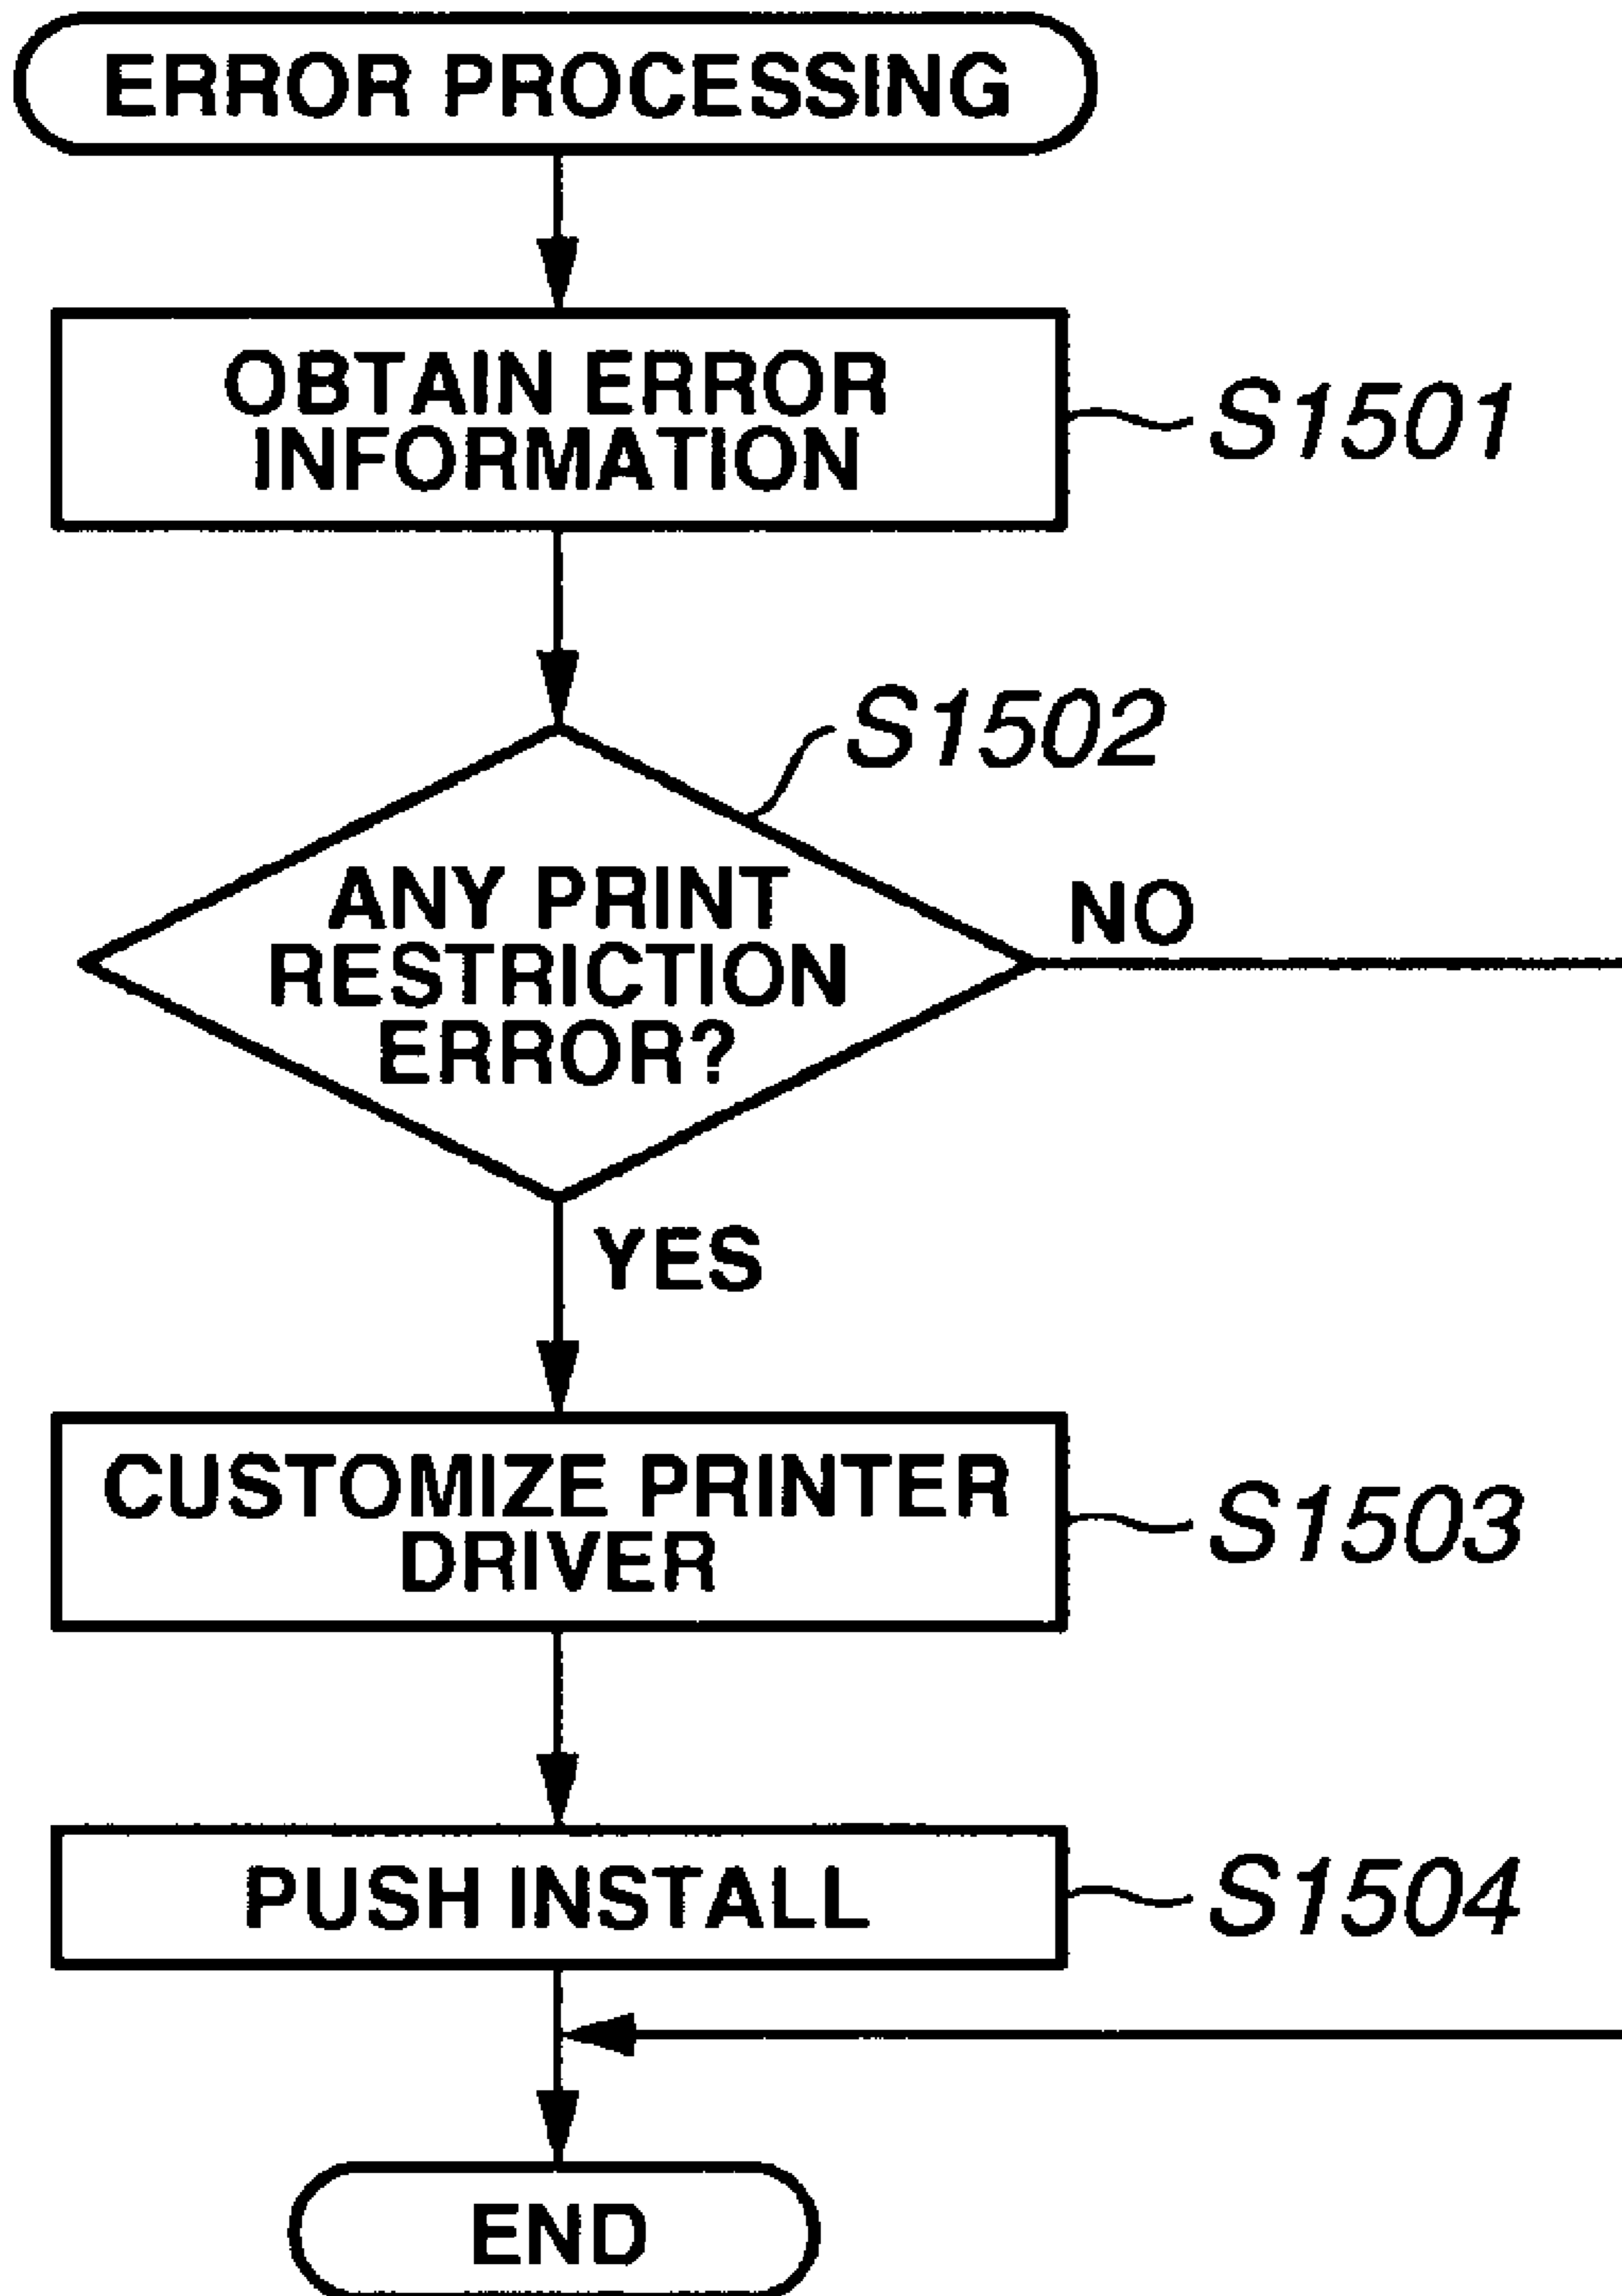 ERROR PROCESSING
OBTAIN ERROR
INFORMATION
S1501
S1502
ANY PRINT
RESTRICTION
ERROR?
NO
YES
CUSTOMIZE PRINTER
DRIVER
S1503
PUSH INSTALL
S1504
END